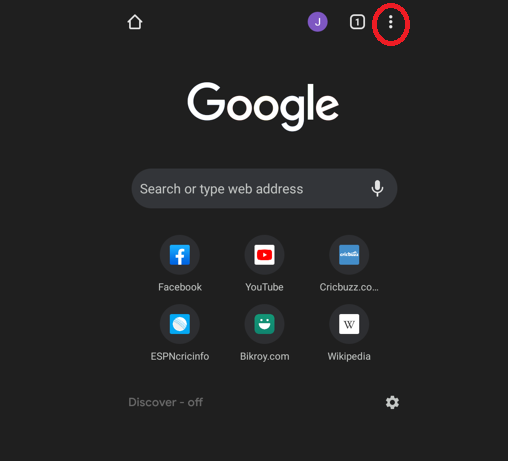 J 1
Google
Search or type web address
Facebook YouTube Cricbuzz.co...
ESPNcricinfo Bikroy.com Wikipedia
Discover - off